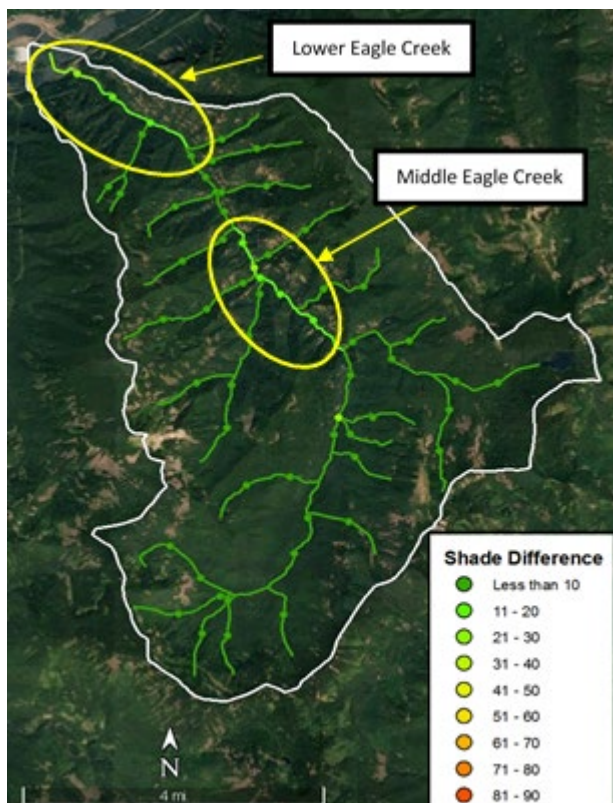 Lower Eagle Creek
Middle Eagle Creek
Shade Difference
Less than 10
11 - 20
21 - 30
31 - 40
41 - 50
51 - 60
61 - 70
71 - 80
81 - 90
N
4 mi